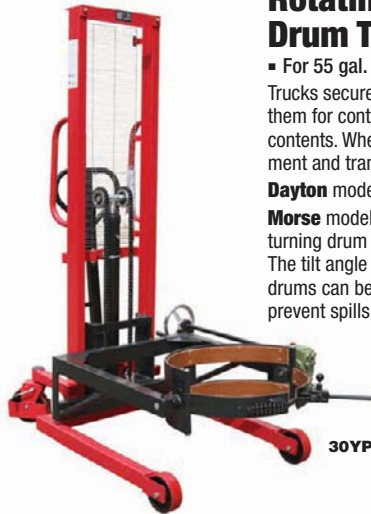 Drum T
▪ For 55 gal.
Trucks secure
them for cont
contents. Whe
ment and tran
Dayton mode
Morse model
turning drum
The tilt angle
drums can be
prevent spills
30YP